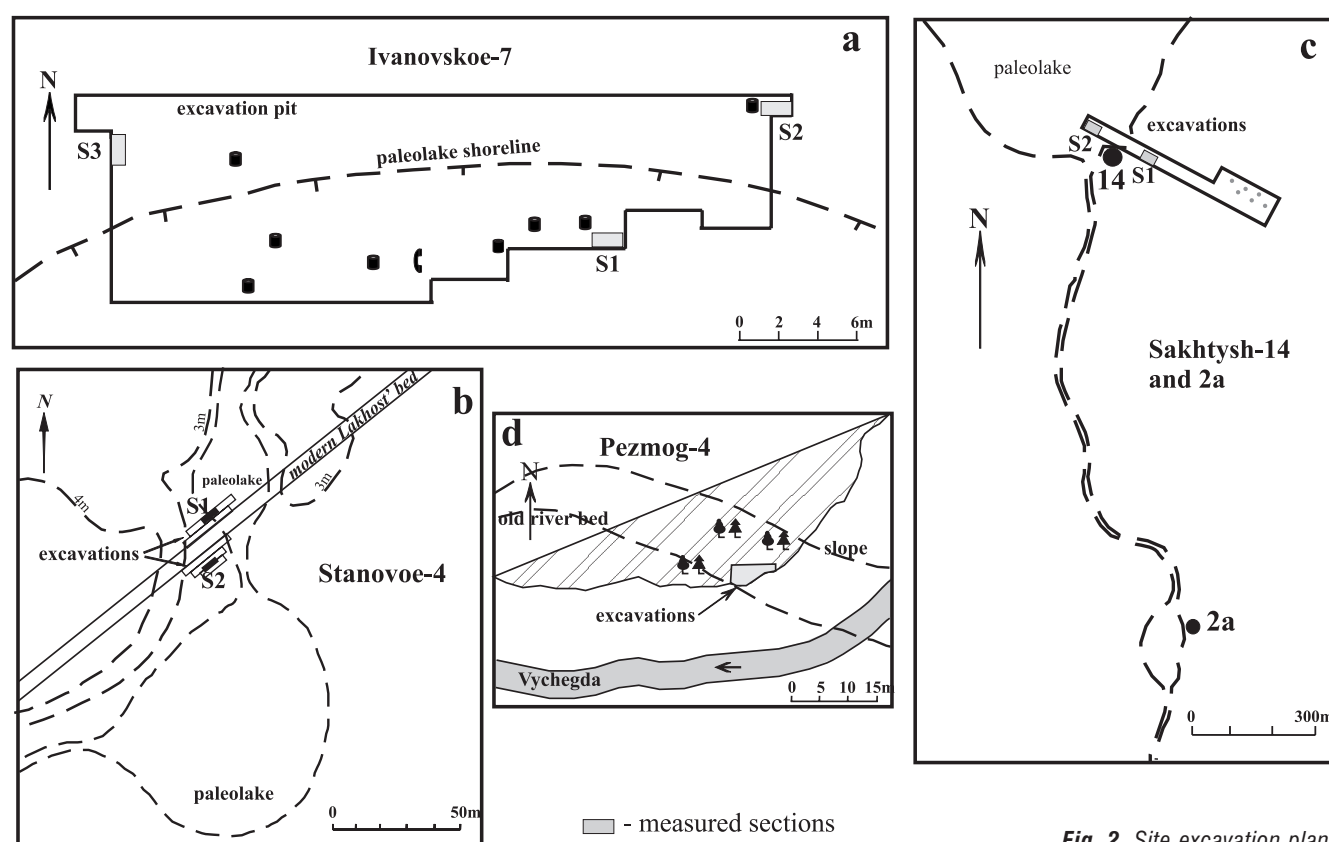 a
Ivanovskoe-7
N
excavation pit
S2
S3
paleolake shoreline
S1
0 2 4 6m
b
N
3m
modern Lakhost' bed
paleolake
3m
4m
S1
excavations
S2
Stanovoe-4
paleolake
0 50m
c
paleolake
excavations
S2
14 S1
N
Sakhtysh-14
and 2a
2a
0 300m
d
Pezmog-4
N
old river bed
slope
excavations
Vychegda
0 5 10 15m
- measured sections
Fig. 2. Site excavation plan